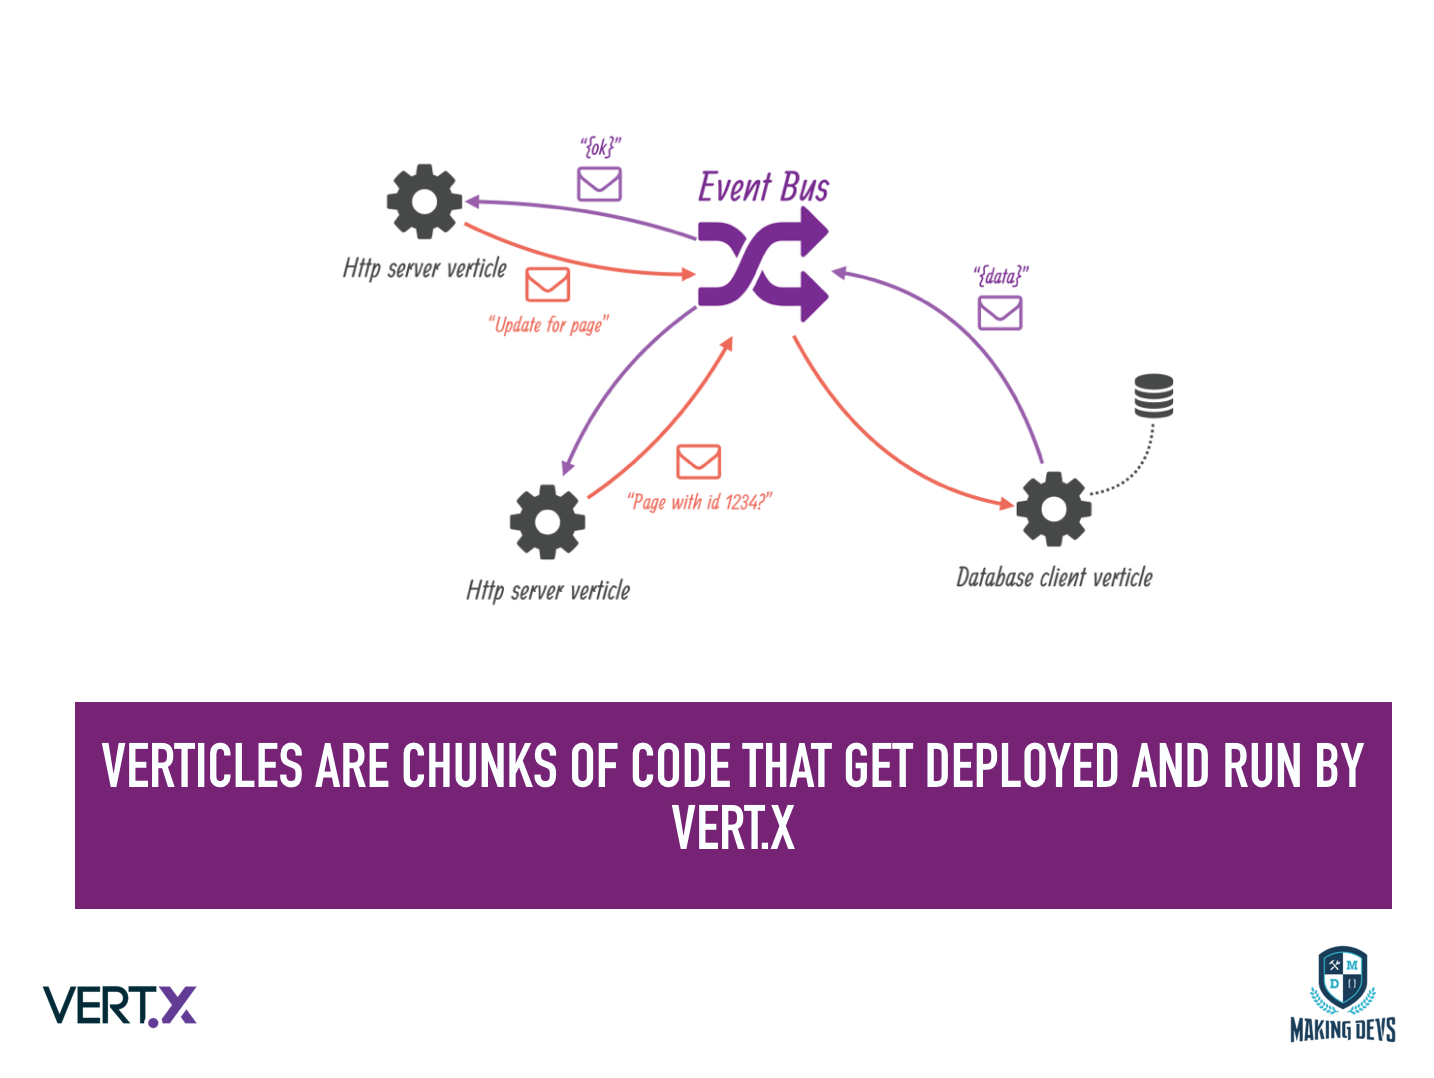 “{ok}”
Event Bus
Http server verticle
“{data}”
“Update for page”
“Page with id 1234?”
Database client verticle
Http server verticle
VERTICLES ARE CHUNKS OF CODE THAT GET DEPLOYED AND RUN BY
VERT.X
VERT.X
M
D {}
MAKING DEVS